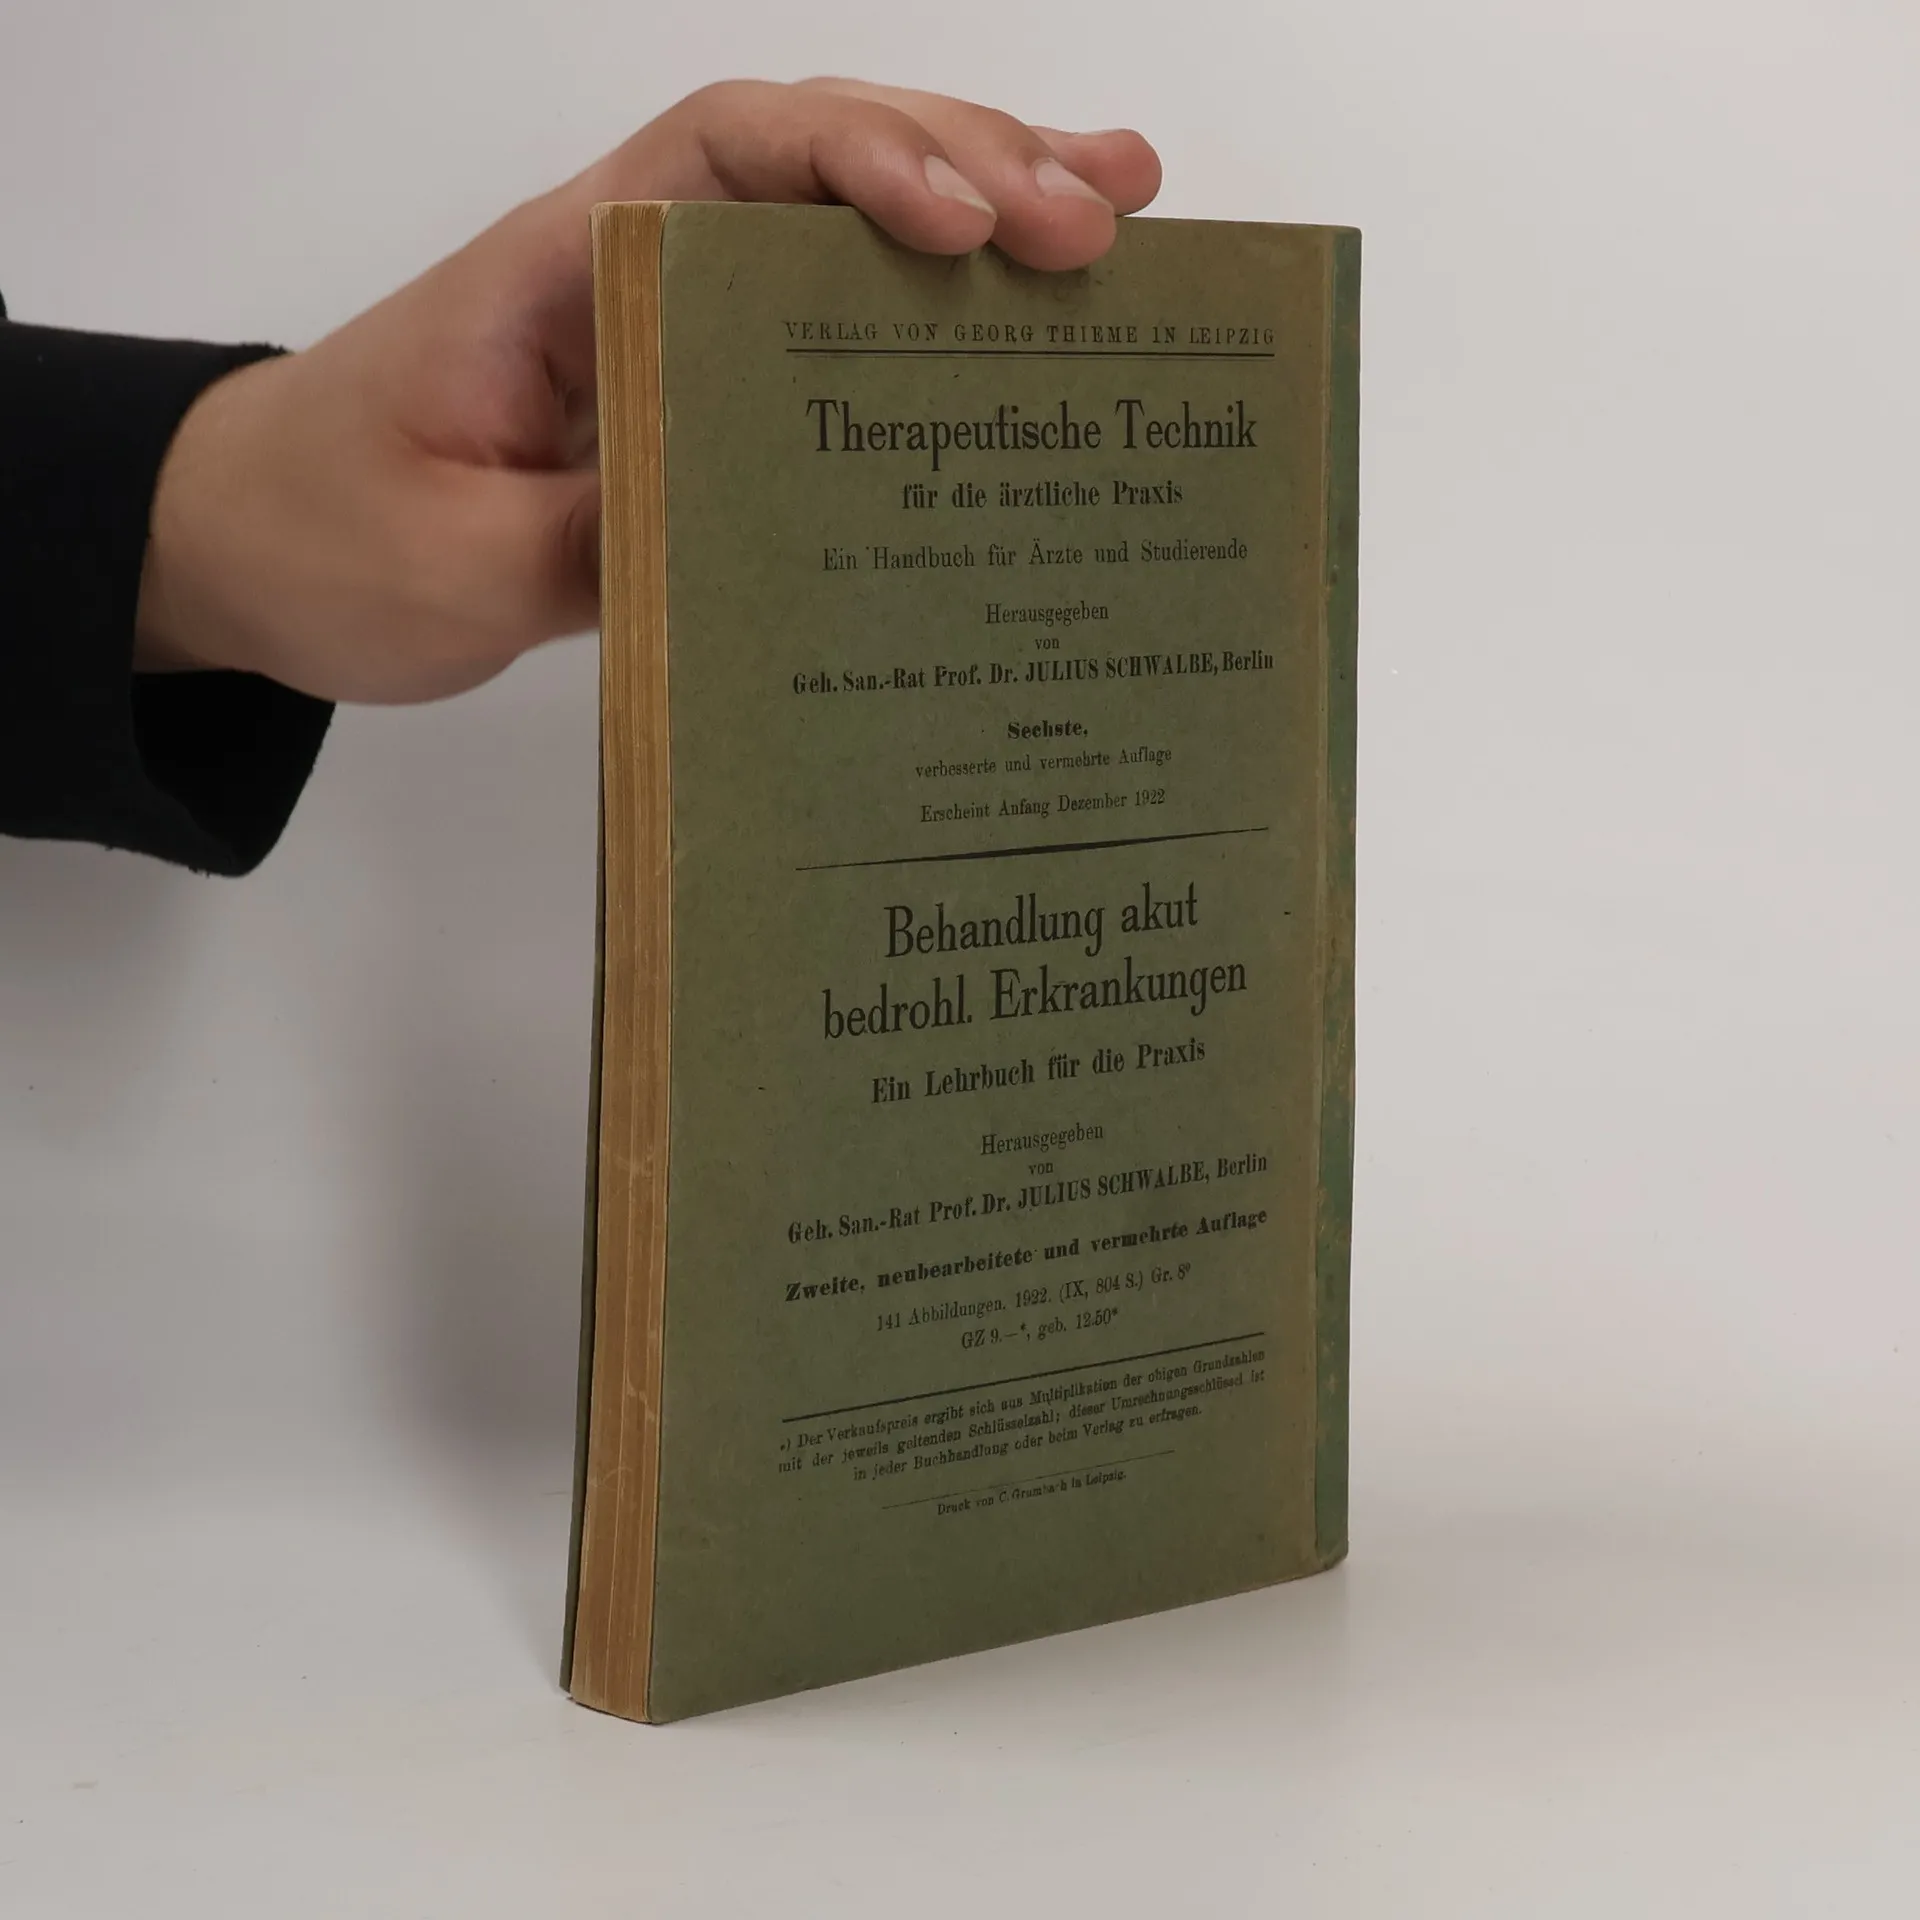 VERLAG VON GEORG THIEME IN LEIPZIG
Therapeutische Technik
für die ärztliche Praxis
Ein Handbuch für Ärzte und Studierende
Herausgegeben
von
Geh. San.-Rat Prof. Dr. JULIUS SCHWALBE, Berlin
Sechste,
verbesserte und vermehrte Auflage
Erscheint Anfang Dezember 1922
Behandlung akut
bedrohl. Erkrankungen
Ein Lehrbuch für die Praxis
Herausgegeben
von
Geh. San.-Rat Prof. Dr. JULIUS SCHWALBE, Berlin
Zweite, neubearbeitete und vermehrte Auflage
141 Abbildungen. 1922. (IX, 804 S.) Gr. 8°
GZ 9.—*, geb. 12.50*
*) Der Verkaufspreis ergibt sich aus Multiplikation der obigen Grundzahlen
mit der jeweils geltenden Schlüsselzahl; dieser Umrechnungsschlüssel ist
in jeder Buchhandlung oder beim Verlag zu erfragen.
Druck von C. Grumbach in Leipzig.